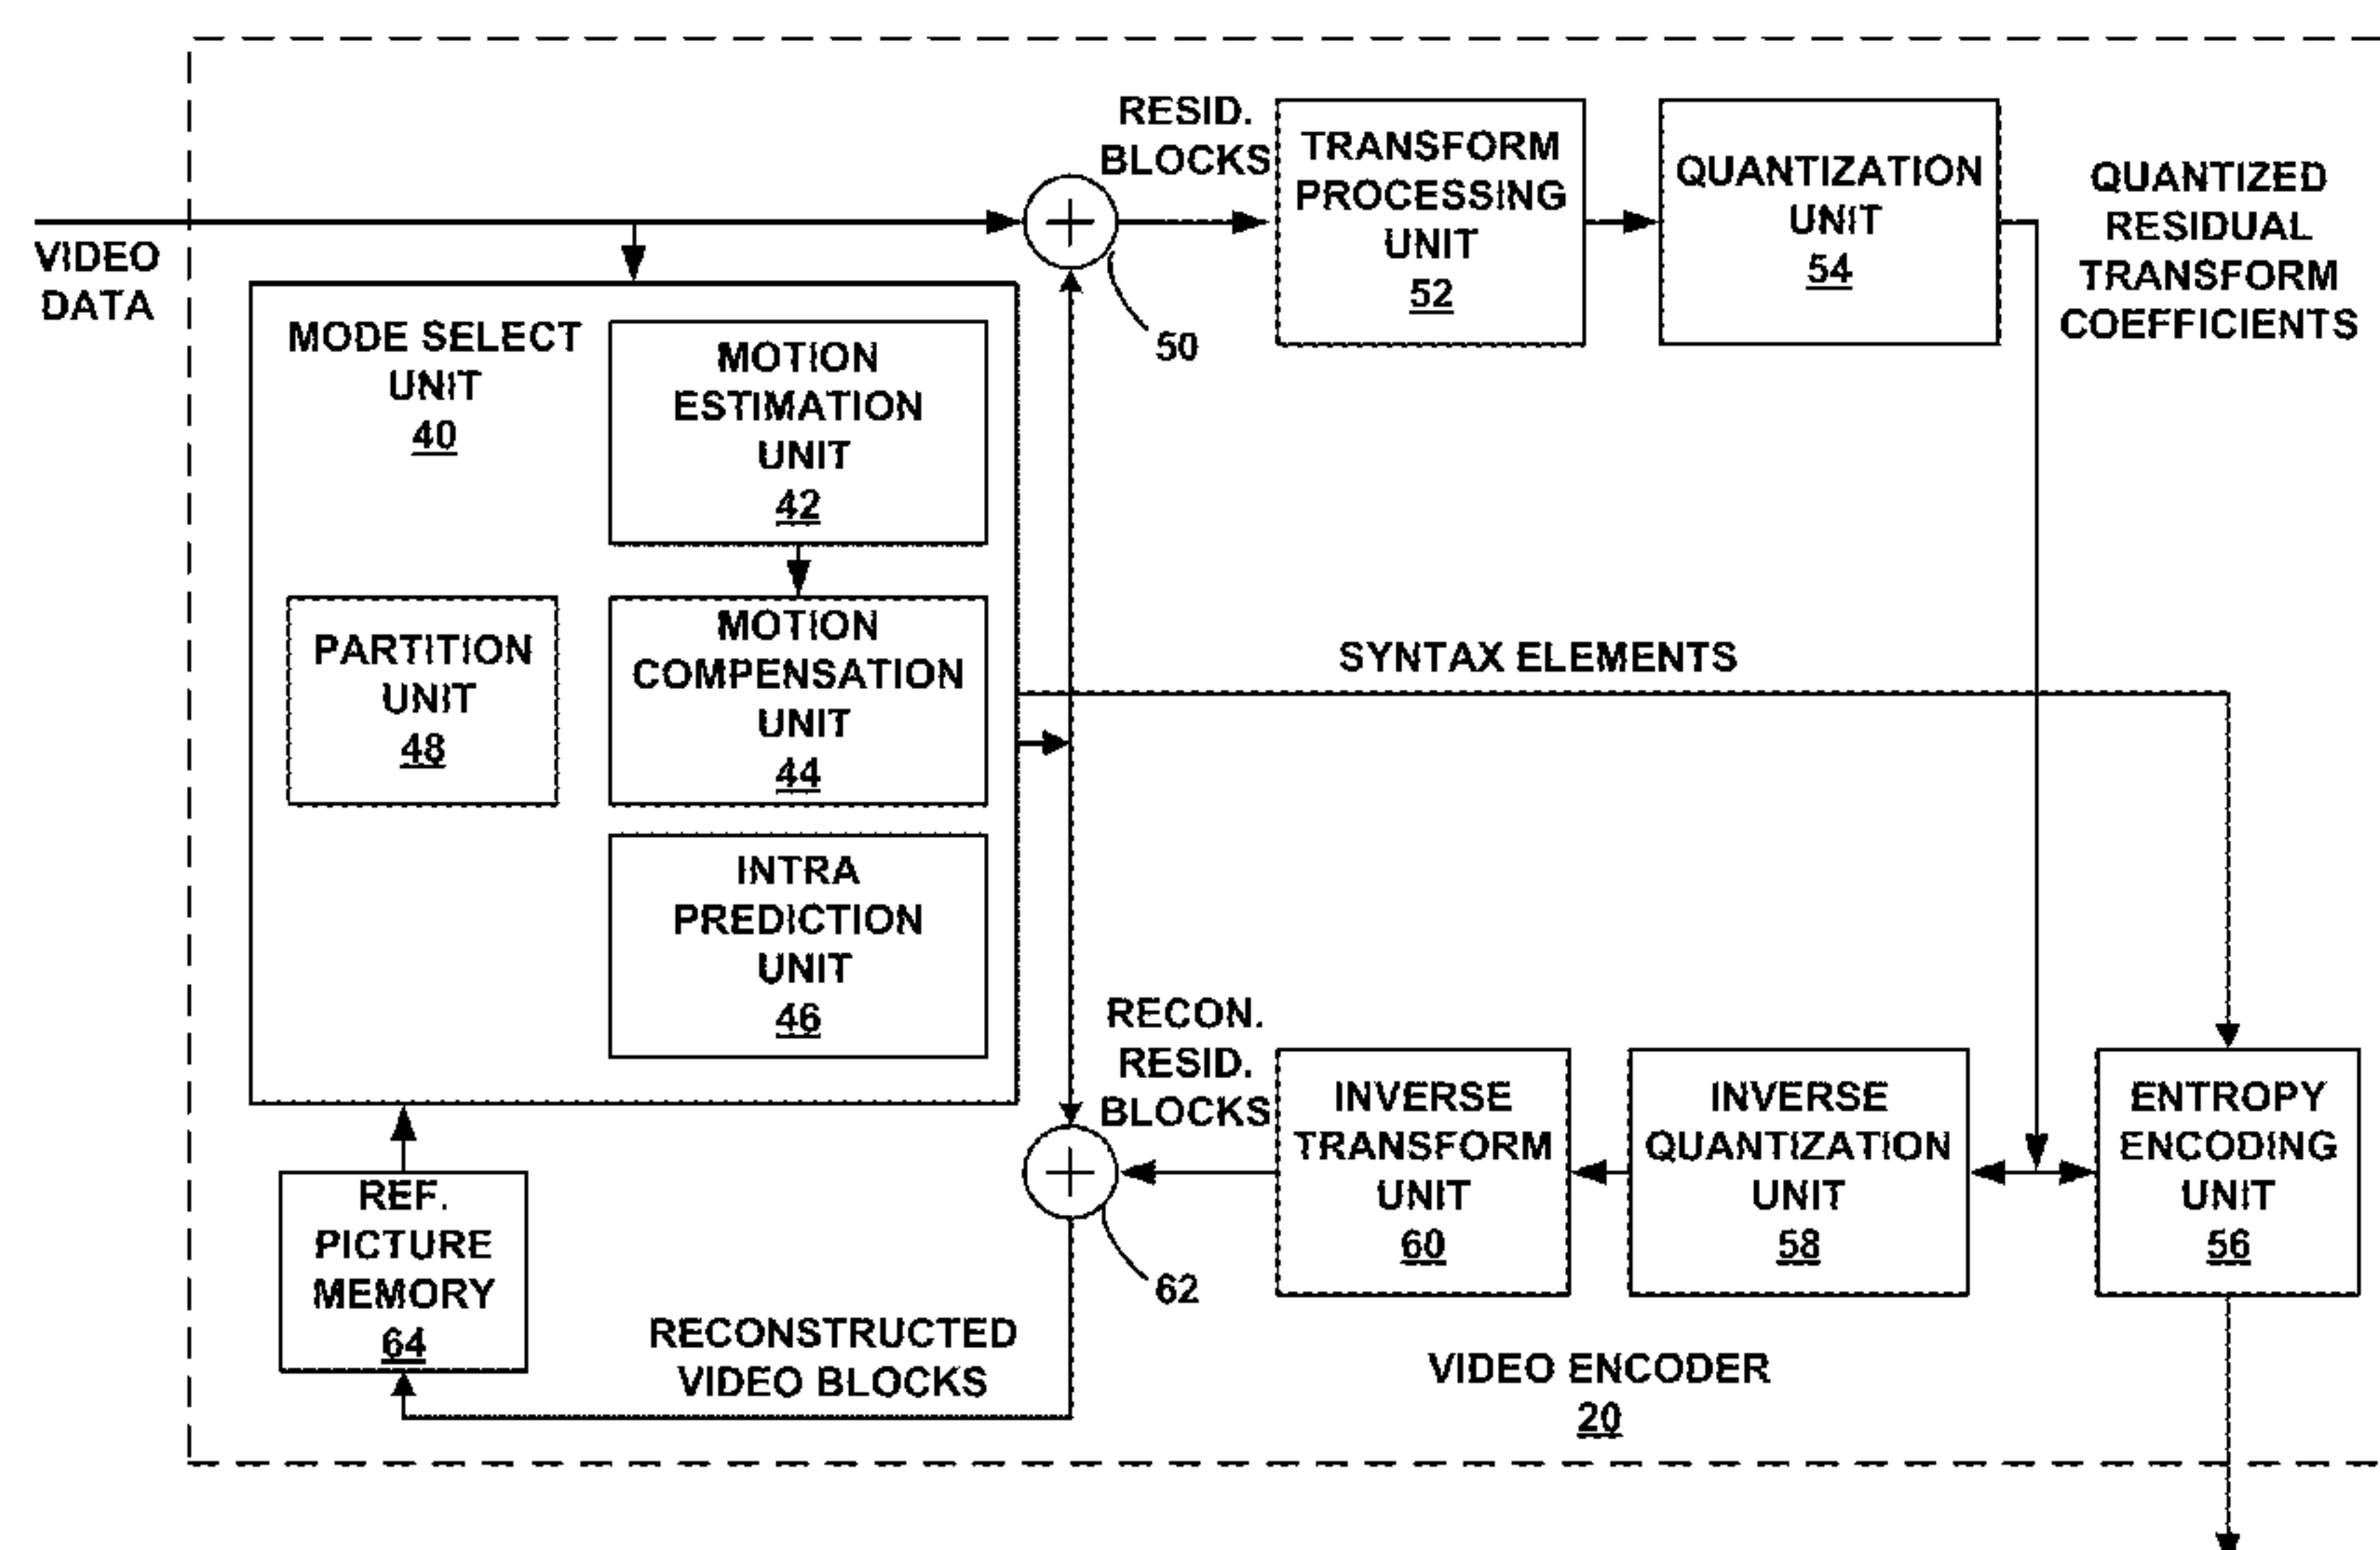 VIDEO
DATA
MODE SELECT
UNIT
40
MOTION
ESTIMATION
UNIT
42
PARTITION
UNIT
48
MOTION
COMPENSATION
UNIT
44
INTRA
PREDICTION
UNIT
46
RESID.
BLOCKS
50
TRANSFORM
PROCESSING
UNIT
52
QUANTIZATION
UNIT
54
QUANTIZED
RESIDUAL
TRANSFORM
COEFFICIENTS
SYNTAX ELEMENTS
RECON.
RESID.
BLOCKS
62
INVERSE
TRANSFORM
UNIT
60
INVERSE
QUANTIZATION
UNIT
58
ENTROPY
ENCODING
UNIT
56
REF.
PICTURE
MEMORY
64
RECONSTRUCTED
VIDEO BLOCKS
VIDEO ENCODER
20